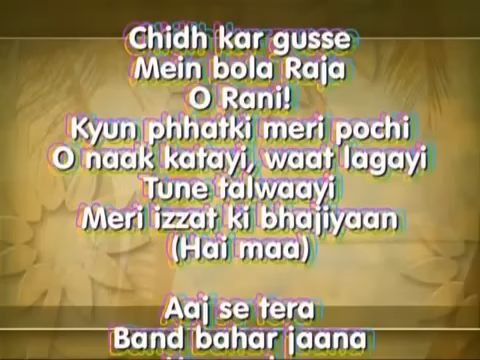 Chidh kar gusse
Mein bola Raja
O Rani!
Kyun phhatki meri pochi
O naak katayi, waat lagayi
Tune talwaayi
Meri izzat ki bhajiyaan
(Hai maa)
Aaj se tera
Band bahar jaana